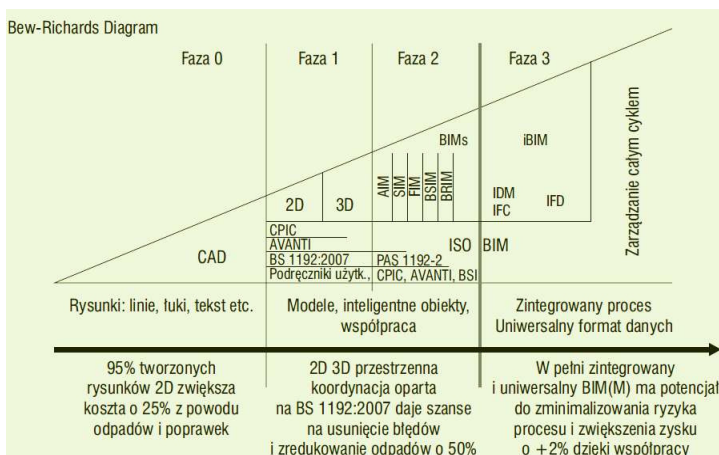 Bew-Richards Diagram
Faza 0
Faza 1
Faza 2
Faza 3
BIMs
iBIM
AIM
SIM
FIM
BSIM
BRIM
2D
3D
IDM
IFC
IFD
Zarządzanie całym cyklem
CAD
CPIC
AVANTI
BS 1192:2007
PAS 1192-2
ISO
BIM
Podręczniki użytk., CPIC, AVANTI, BSI
Rysunki: linie, łuki, tekst etc.
Modele, inteligentne obiekty,
współpraca
Zintegrowany proces
Uniwersalny format danych
95% tworzonych
rysunków 2D zwiększa
koszta o 25% z powodu
odpadów i poprawek
2D 3D przestrzenna
koordynacja oparta
na BS 1192:2007 daje szanse
na usunięcie błędów
i zredukowanie odpadów o 50%
W pełni zintegrowany
i uniwersalny BIM(M) ma potencjał
do zminimalizowania ryzyka
procesu i zwiększenia zysku
o +2% dzięki współpracy